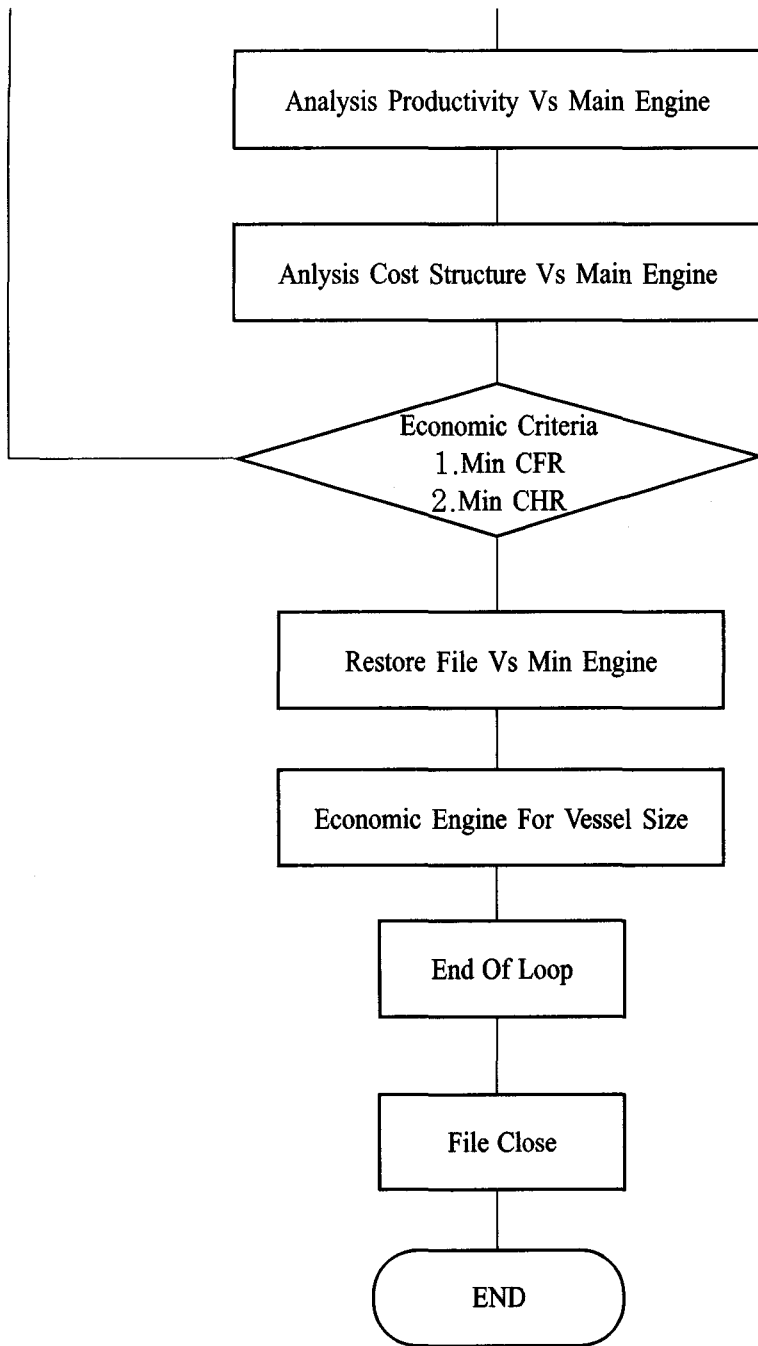 Analysis Productivity Vs Main Engine
Anlysis Cost Structure Vs Main Engine
Economic Criteria
1.Min CFR
2.Min CHR
Restore File Vs Min Engine
Economic Engine For Vessel Size
End Of Loop
File Close
END